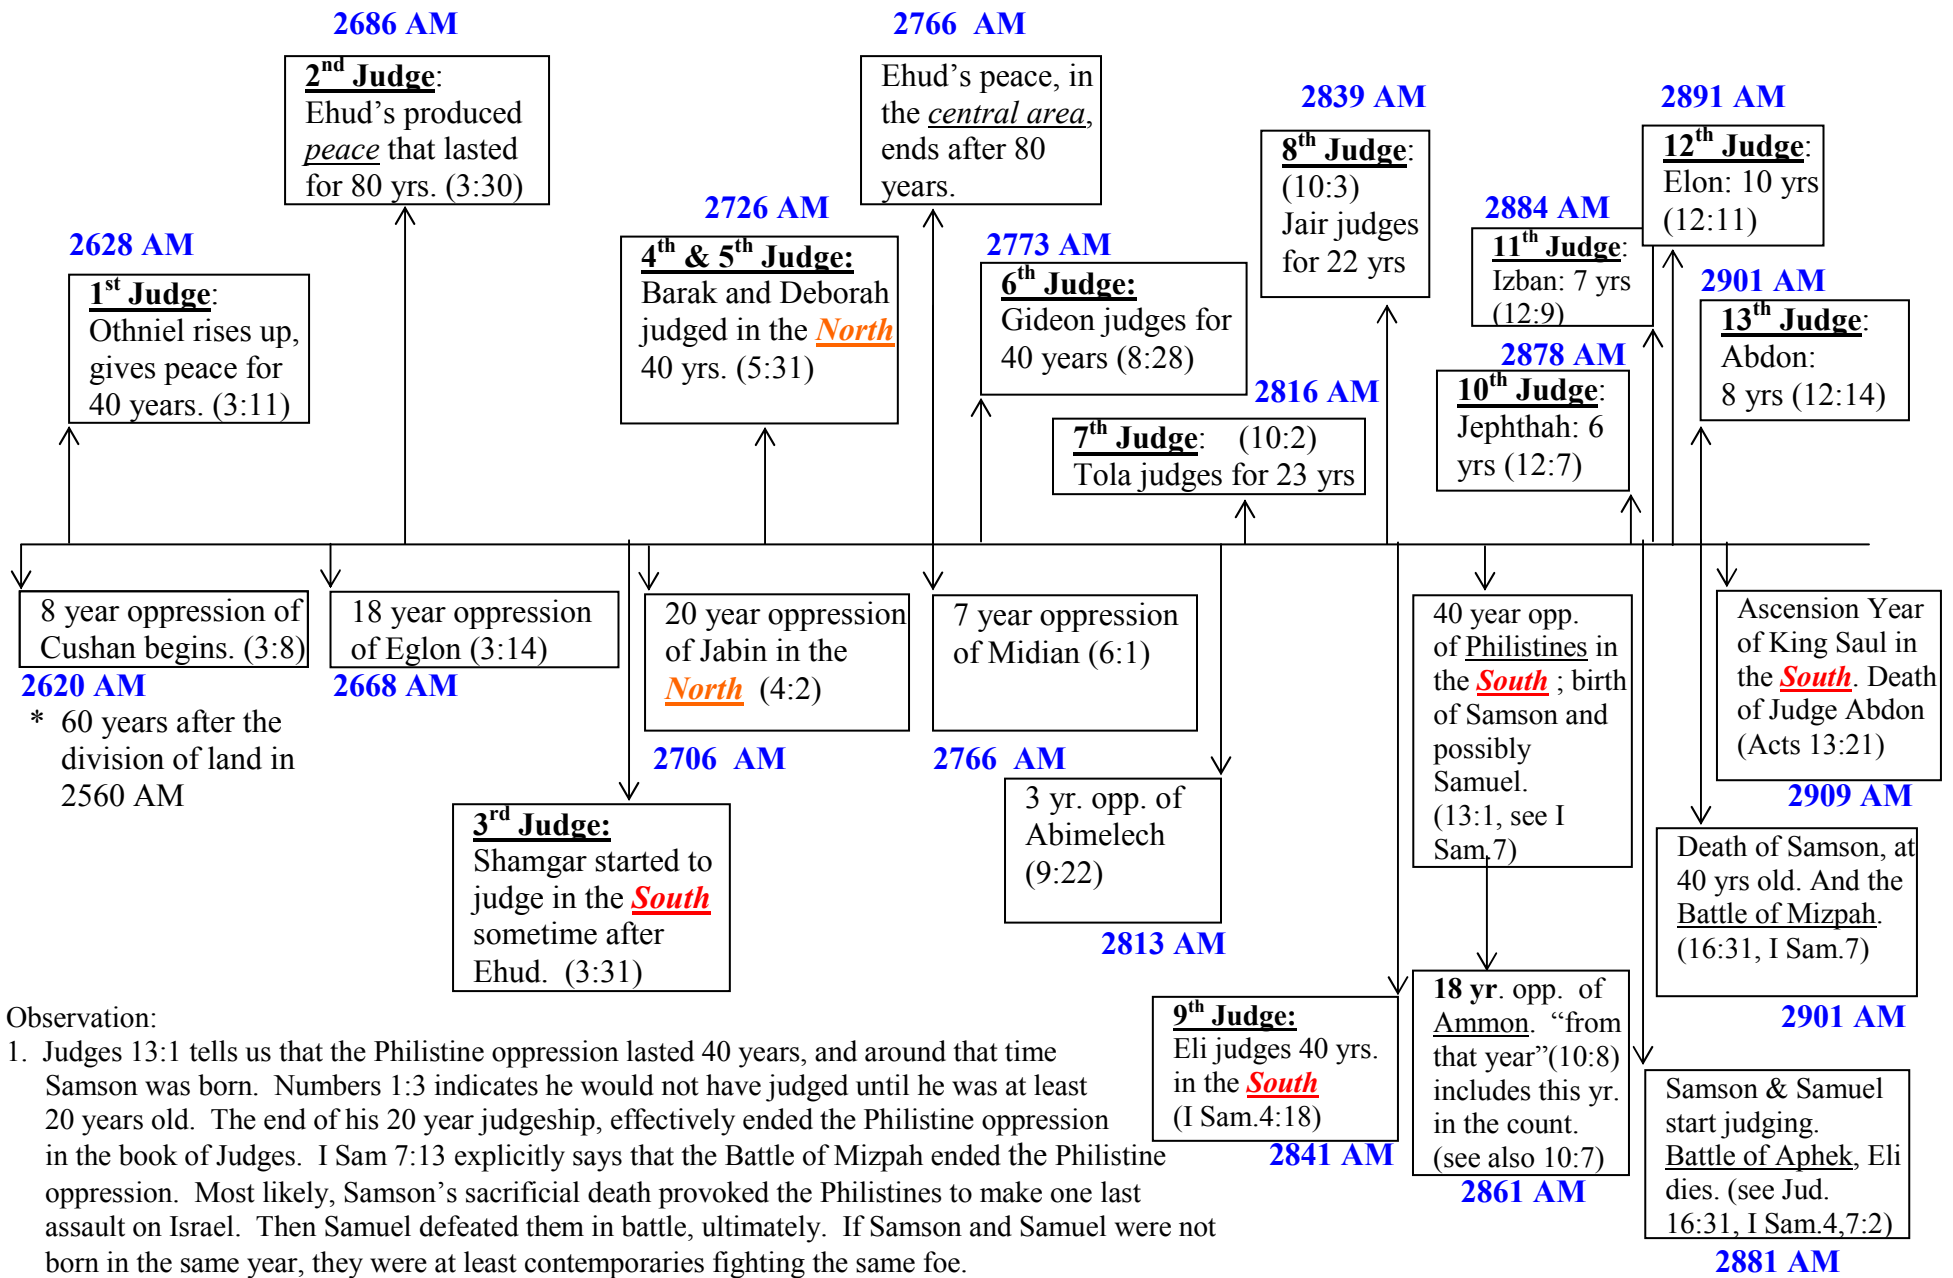 2686 AM
2nd Judge:
Ehud’s produced
peace that lasted
for 80 yrs. (3:30)
2766 AM
Ehud’s peace, in
the central area,
ends after 80
years.
2628 AM
1st Judge:
Othniel rises up,
gives peace for
40 years. (3:11)
2726 AM
4th & 5th Judge:
Barak and Deborah
judged in the North
40 yrs. (5:31)
2773 AM
6th Judge:
Gideon judges for
40 years (8:28)
2816 AM
7th Judge: (10:2)
Tola judges for 23 yrs
2839 AM
8th Judge:
(10:3)
Jair judges
for 22 yrs
2884 AM
11th Judge:
Izban: 7 yrs
(12:9)
2878 AM
10th Judge:
Jephthah: 6
yrs (12:7)
2891 AM
12th Judge:
Elon: 10 yrs
(12:11)
2901 AM
13th Judge:
Abdon:
8 yrs (12:14)
8 year oppression of
Cushan begins. (3:8)
2620 AM
* 60 years after the
division of land in
2560 AM
18 year oppression
of Eglon (3:14)
2668 AM
3rd Judge:
Shamgar started to
judge in the South
sometime after
Ehud. (3:31)
20 year oppression
of Jabin in the
North (4:2)
2706 AM
7 year oppression
of Midian (6:1)
2766 AM
3 yr. opp. of
Abimelech
(9:22)
2813 AM
9th Judge:
Eli judges 40 yrs.
in the South
(I Sam.4:18)
2841 AM
40 year opp.
of Philistines in
the South ; birth
of Samson and
possibly
Samuel.
(13:1, see I
Sam.7)
18 yr. opp. of
Ammon. “from
that year”(10:8)
includes this yr.
in the count.
(see also 10:7)
2861 AM
Ascension Year
of King Saul in
the South. Death
of Judge Abdon
(Acts 13:21)
2909 AM
Death of Samson, at
40 yrs old. And the
Battle of Mizpah.
(16:31, I Sam.7)
2901 AM
Samson & Samuel
start judging.
Battle of Aphek, Eli
dies. (see Jud.
16:31, I Sam.4,7:2)
2881 AM
Observation:
1. Judges 13:1 tells us that the Philistine oppression lasted 40 years, and around that time
Samson was born. Numbers 1:3 indicates he would not have judged until he was at least
20 years old. The end of his 20 year judgeship, effectively ended the Philistine oppression
in the book of Judges. I Sam 7:13 explicitly says that the Battle of Mizpah ended the Philistine
oppression. Most likely, Samson’s sacrificial death provoked the Philistines to make one last
assault on Israel. Then Samuel defeated them in battle, ultimately. If Samson and Samuel were not
born in the same year, they were at least contemporaries fighting the same foe.